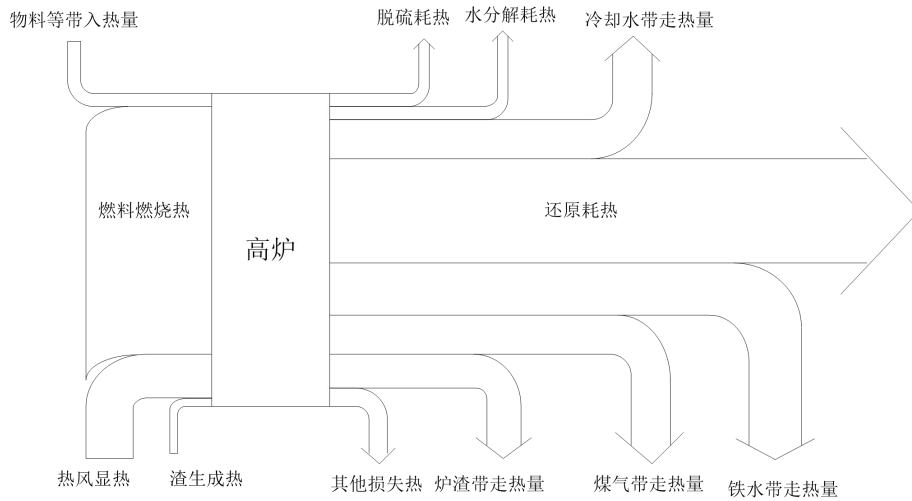 物料等带入热量
脱硫耗热
水分解耗热
冷却水带走热量
燃料燃烧热
还原耗热
高炉
热风显热
渣生成热
其他损失热
炉渣带走热量
煤气带走热量
铁水带走热量